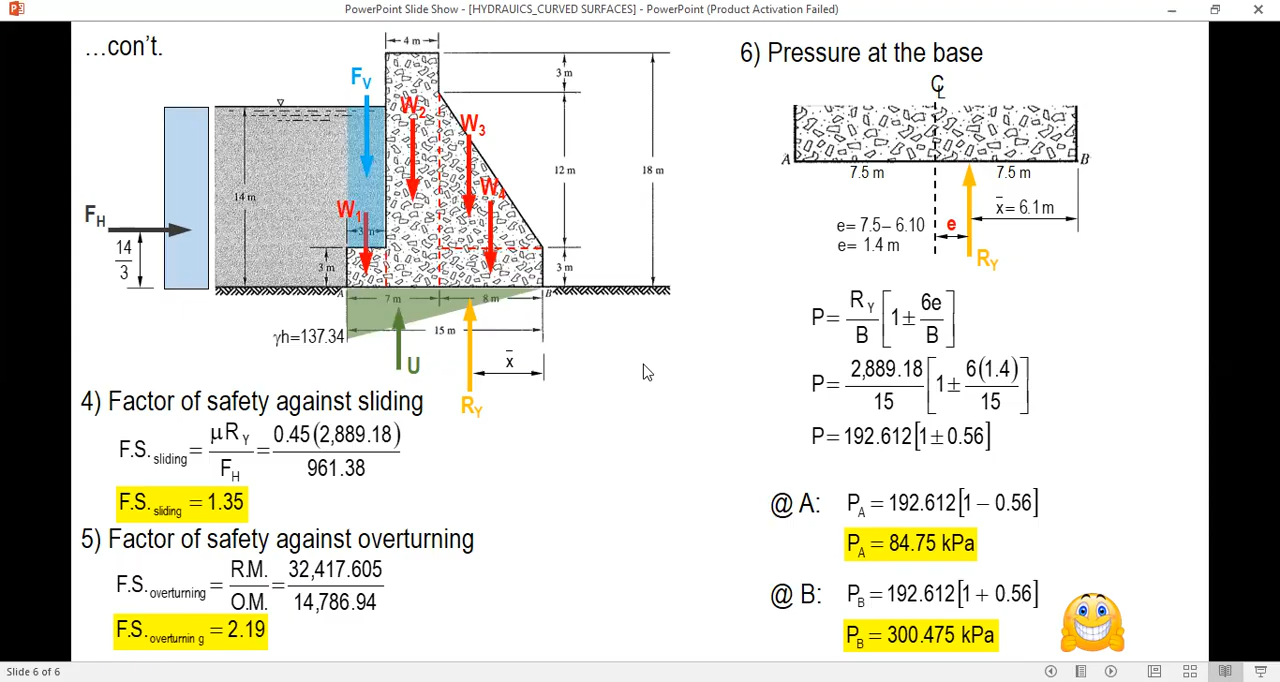 PowerPoint Slide Show - [HYDRAUICS_CURVED SURFACES] - PowerPoint (Product Activation Failed)
…con't.
4 m
F_V
3 m
W_2
W_3
12 m
18 m
14 m
W_4
F_H
W_1
3 m
14/3
3 m
3 m
A
7 m
8 m
B
γh=137.34
15 m
U
x̄
R_Y
4) Factor of safety against sliding
F.S._sliding = μR_Y / F_H = 0.45(2,889.18) / 961.38
F.S._sliding = 1.35
5) Factor of safety against overturning
F.S._overturning = R.M. / O.M. = 32,417.605 / 14,786.94
F.S._overturnin g = 2.19
6) Pressure at the base
C L
A
B
7.5 m
7.5 m
x̄ = 6.1 m
e= 7.5– 6.10
e
e= 1.4 m
R_Y
P= R_Y / B [1± 6e / B]
P= 2,889.18 / 15 [1± 6(1.4) / 15]
P= 192.612[1± 0.56]
@ A: P_A = 192.612[1 − 0.56]
P_A = 84.75 kPa
@ B: P_B = 192.612[1 + 0.56]
P_B = 300.475 kPa
Slide 6 of 6